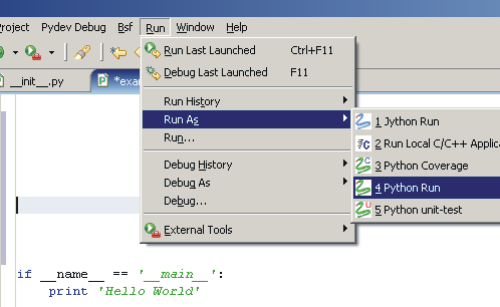 Project Pydev Debug Bsf Run Window Help
__init__.py
*exa
Run Last Launched Ctrl+F11
Debug Last Launched F11
Run History
Run As
Run...
Debug History
Debug As
Debug...
External Tools
1 Jython Run
2 Run Local C/C++ Applica
3 Python Coverage
4 Python Run
5 Python unit-test
if __name__ == '__main__':
print 'Hello World'